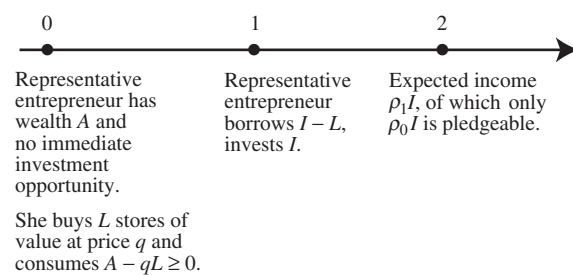 0
1
2
Representative
entrepreneur has
wealth A and
no immediate
investment
opportunity.
She buys L stores of
value at price q and
consumes A – qL ≥ 0.
Representative
entrepreneur
borrows I – L,
invests I.
Expected income
ρ₁I, of which only
ρ₀I is pledgeable.